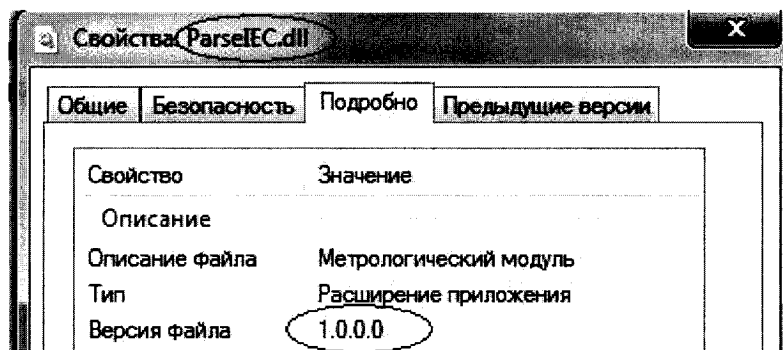 Свойства: ParseIEC.dll
Общие Безопасность Подробно Предыдущие версии
Свойство Значение
Описание
Описание файла Метрологический модуль
Тип Расширение приложения
Версия файла 1.0.0.0